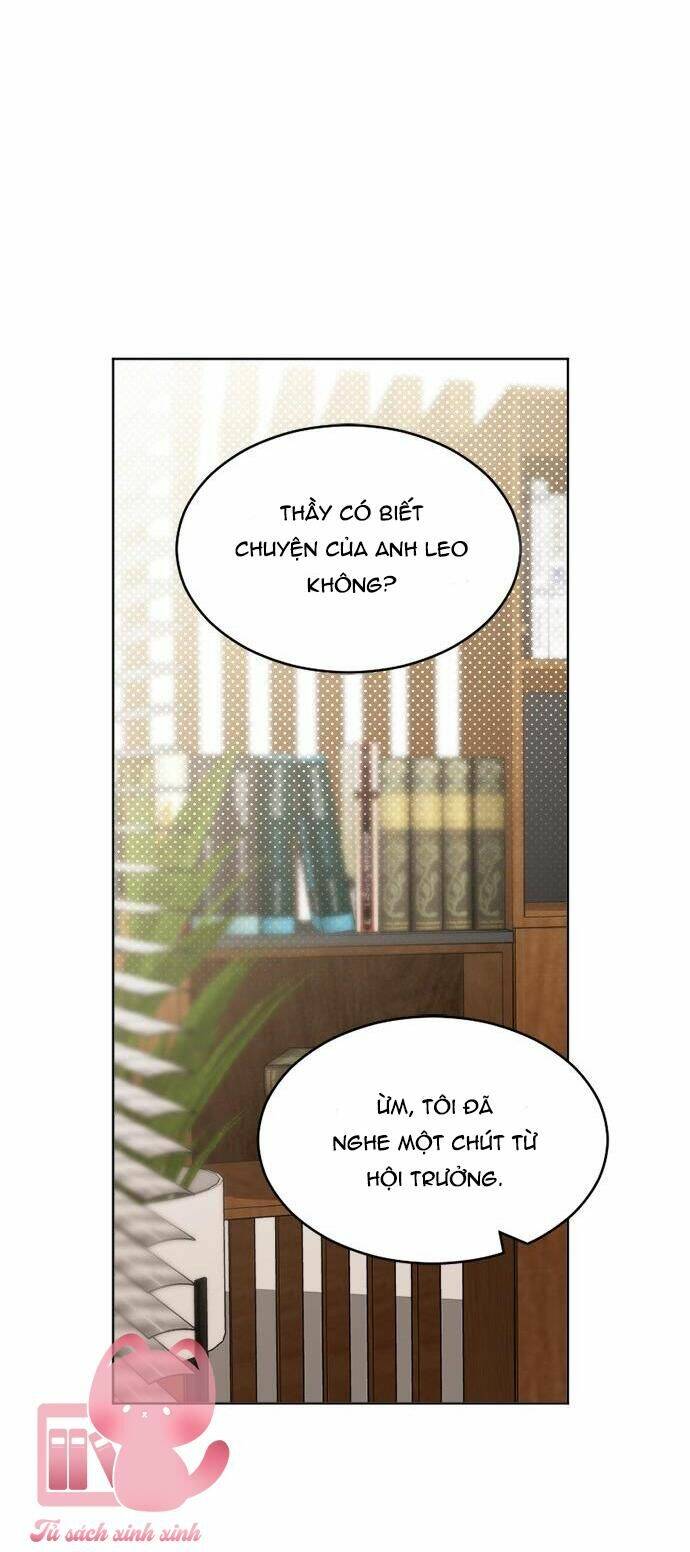 THẦY CÓ BIẾT
CHUYỆN CỦA ANH LEO
KHÔNG?
ỪM, TÔI ĐÃ
NGHE MỘT CHÚT TỪ
HỘI TRƯỞNG.
Tủ sách xinh xinh